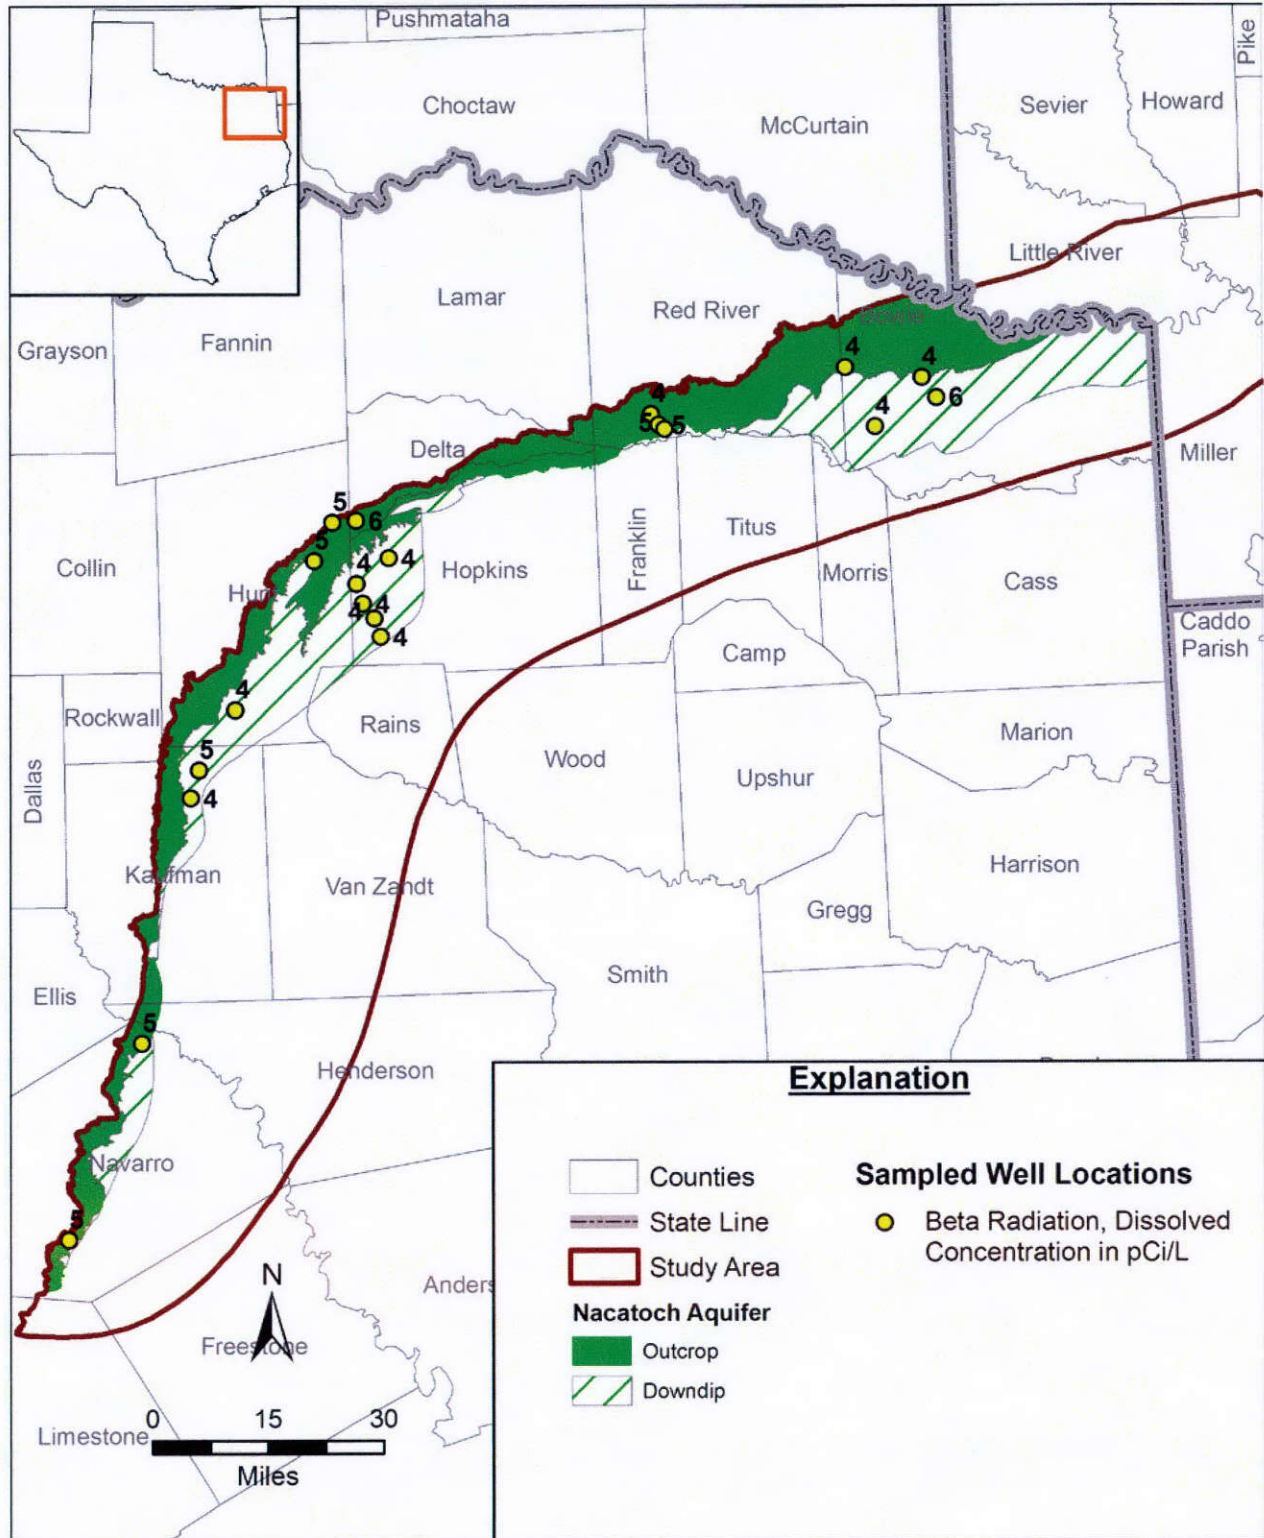 Pushmataha
Pike
Choctaw
McCurtain
Sevier
Howard
Little River
Lamar
Red River
Fannin
Grayson
4
4
6
4
4
5
5
Delta
Miller
5
6
5
Titus
Collin
4
4
Hopkins
Franklin
Morris
Cass
4
4
4
Caddo
Parish
Camp
4
Rockwall
Rains
Marion
Wood
5
Dallas
Upshur
4
Kaufman
Van Zandt
Harrison
Gregg
Smith
Ellis
5
Henderson
Navarro
5
N
Freestone
0 15 30
Miles
Limestone
Explanation
Counties
State Line
Study Area
Nacatoch Aquifer
Outcrop
Downdip
Sampled Well Locations
Beta Radiation, Dissolved
Concentration in pCi/L